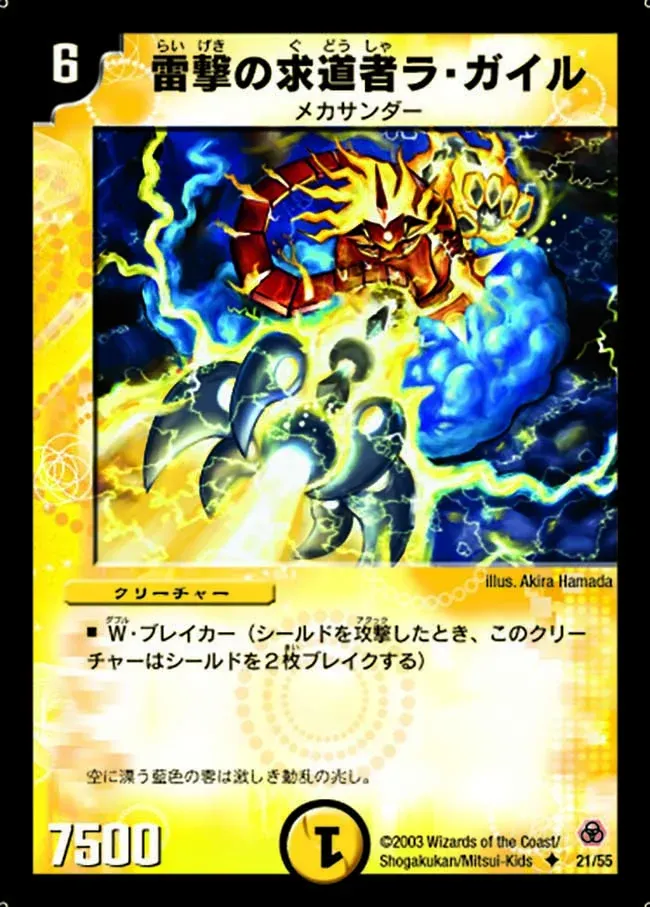 6
らい げき ぐ どう しゃ
雷撃の求道者ラ・ガイル
メカサンダー
illus. Akira Hamada
クリーチャー
ダブル アタック
■ W・ブレイカー（シールドを攻撃したとき、このクリー
まい
チャーはシールドを2枚ブレイクする）
空に漂う藍色の雫は激しき動乱の兆し。
7500
1
©2003 Wizards of the Coast/
Shogakukan/Mitsui-Kids 21/55